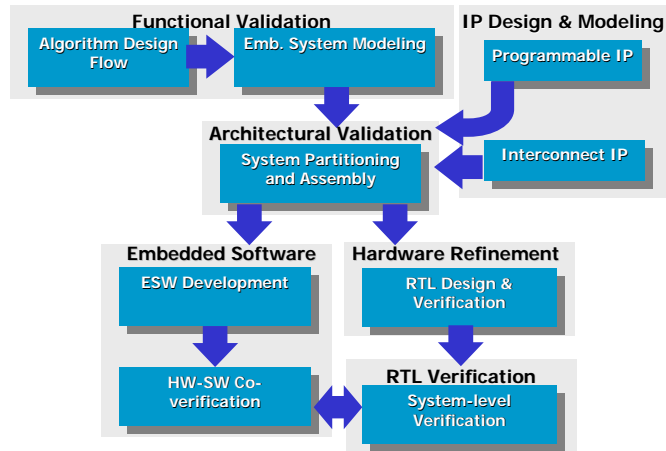 Functional Validation
IP Design & Modeling
Algorithm Design
Flow
Emb. System Modeling
Programmable IP
Architectural Validation
System Partitioning
and Assembly
Interconnect IP
Embedded Software
Hardware Refinement
ESW Development
RTL Design &
Verification
HW-SW Co-
verification
RTL Verification
System-level
Verification